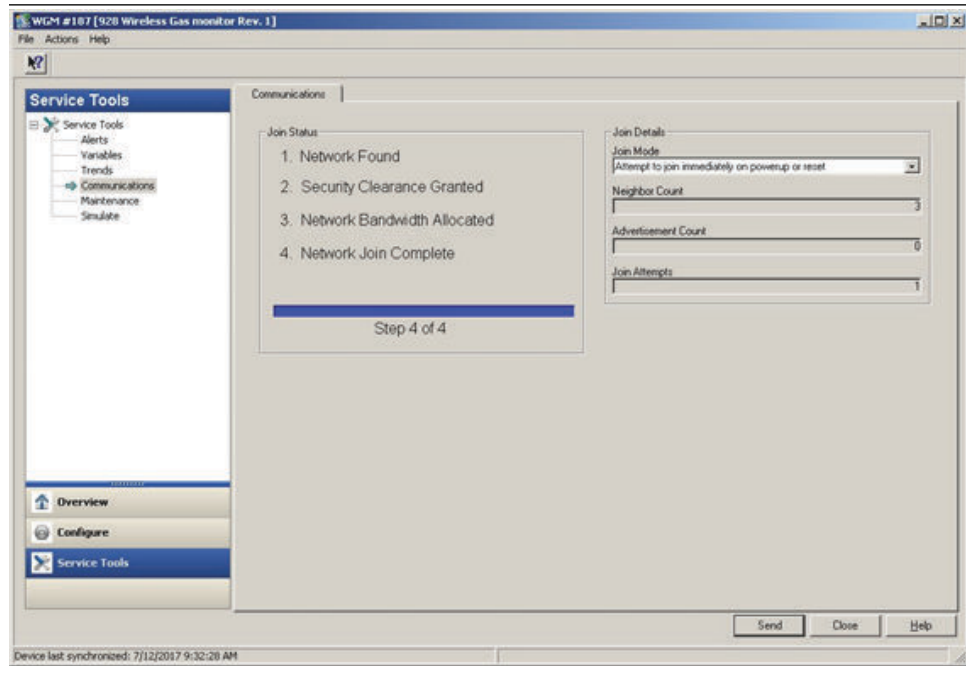 WGM #187 [928 Wireless Gas monitor Rev. 1]
File Actions Help
Service Tools
Service Tools
Alerts
Variables
Trends
Communications
Maintenance
Simulate
Overview
Configure
Service Tools
Communications
Join Status
1. Network Found
2. Security Clearance Granted
3. Network Bandwidth Allocated
4. Network Join Complete
Step 4 of 4
Join Details
Join Mode
Attempt to join immediately on powerup or reset
Neighbor Count
3
Advertisement Count
0
Join Attempts
1
Send Close Help
Device last synchronized: 7/12/2017 9:32:28 AM